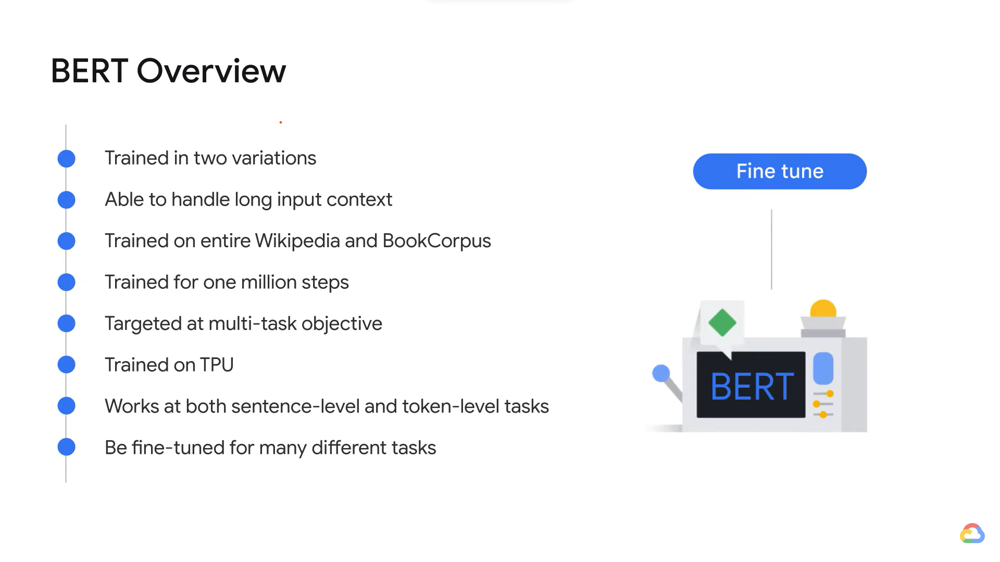 BERT Overview
Trained in two variations
Able to handle long input context
Trained on entire Wikipedia and BookCorpus
Trained for one million steps
Targeted at multi-task objective
Trained on TPU
Works at both sentence-level and token-level tasks
Be fine-tuned for many different tasks
Fine tune
BERT